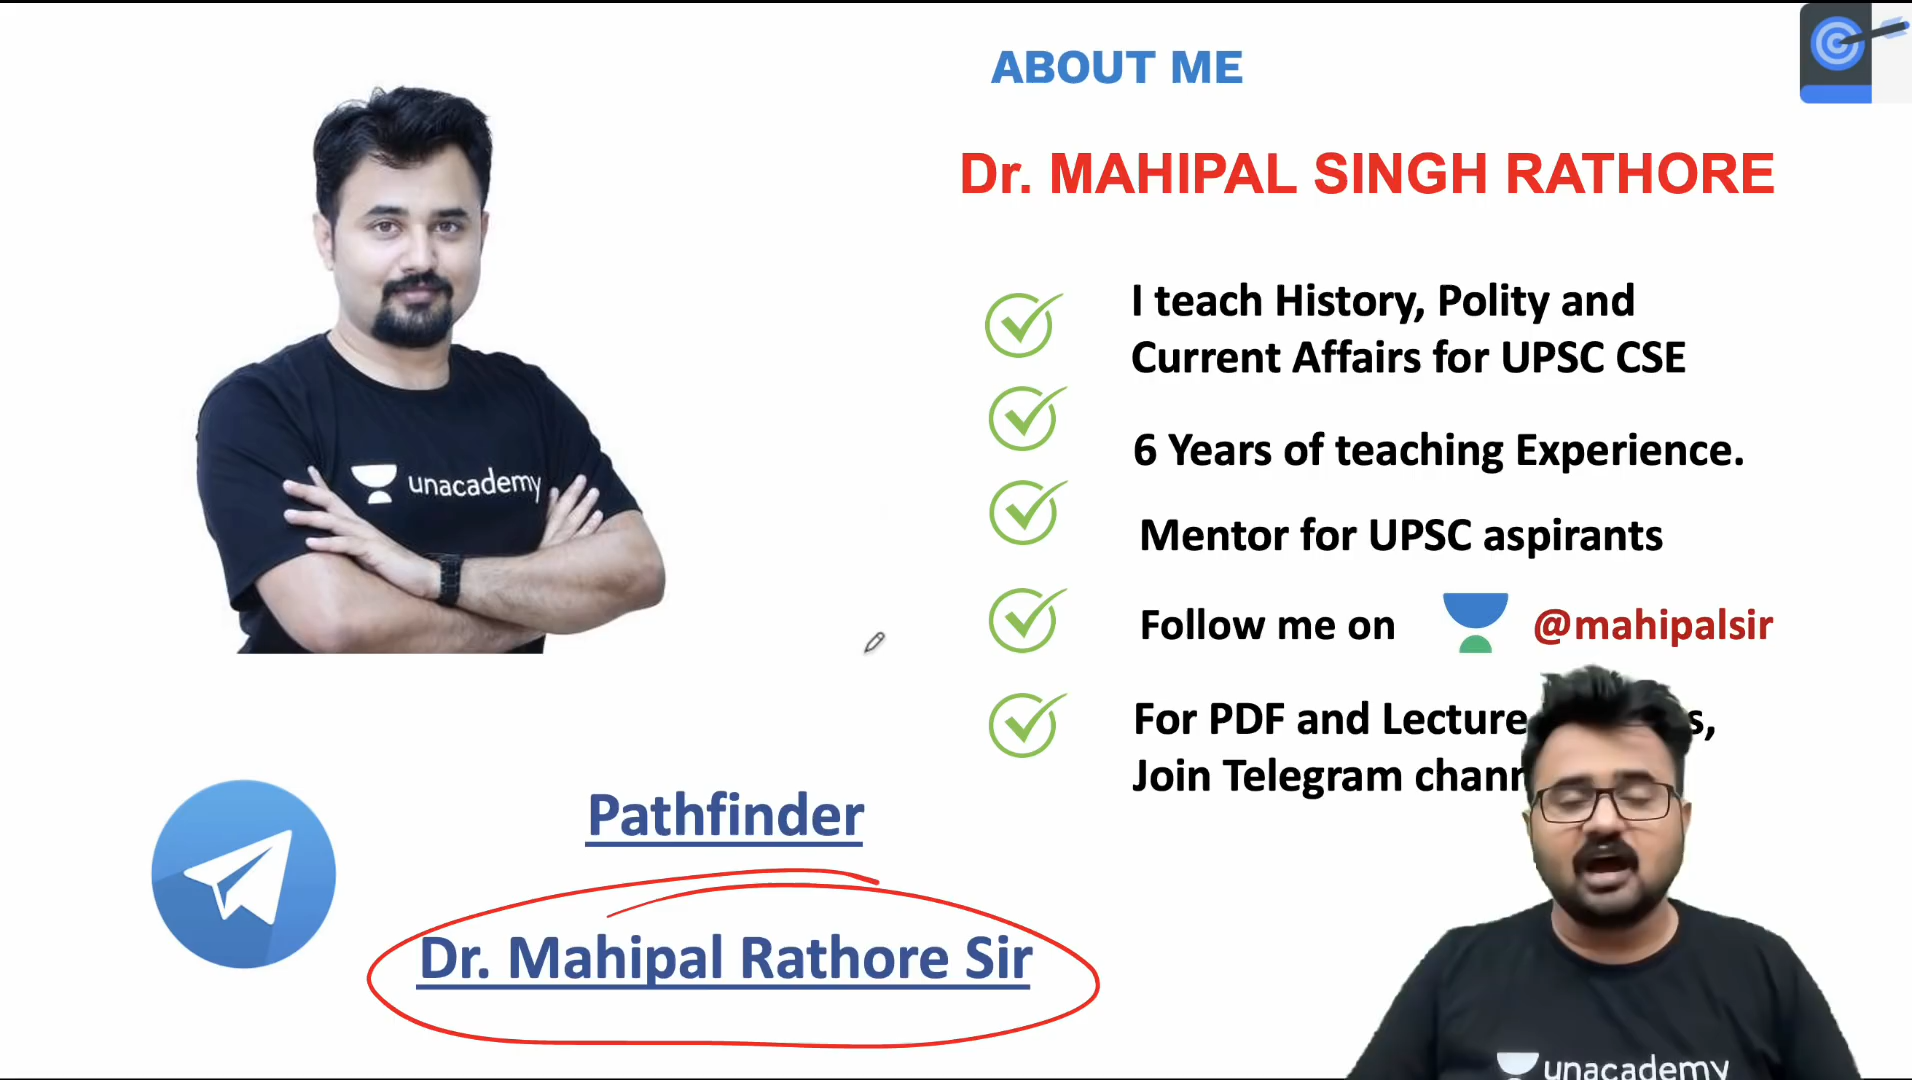 ABOUT ME
Dr. MAHIPAL SINGH RATHORE
I teach History, Polity and
Current Affairs for UPSC CSE
6 Years of teaching Experience.
Mentor for UPSC aspirants
Follow me on @mahipalsir
For PDF and Lecture
Join Telegram
unacademy
Pathfinder
Dr. Mahipal Rathore Sir
unacademy